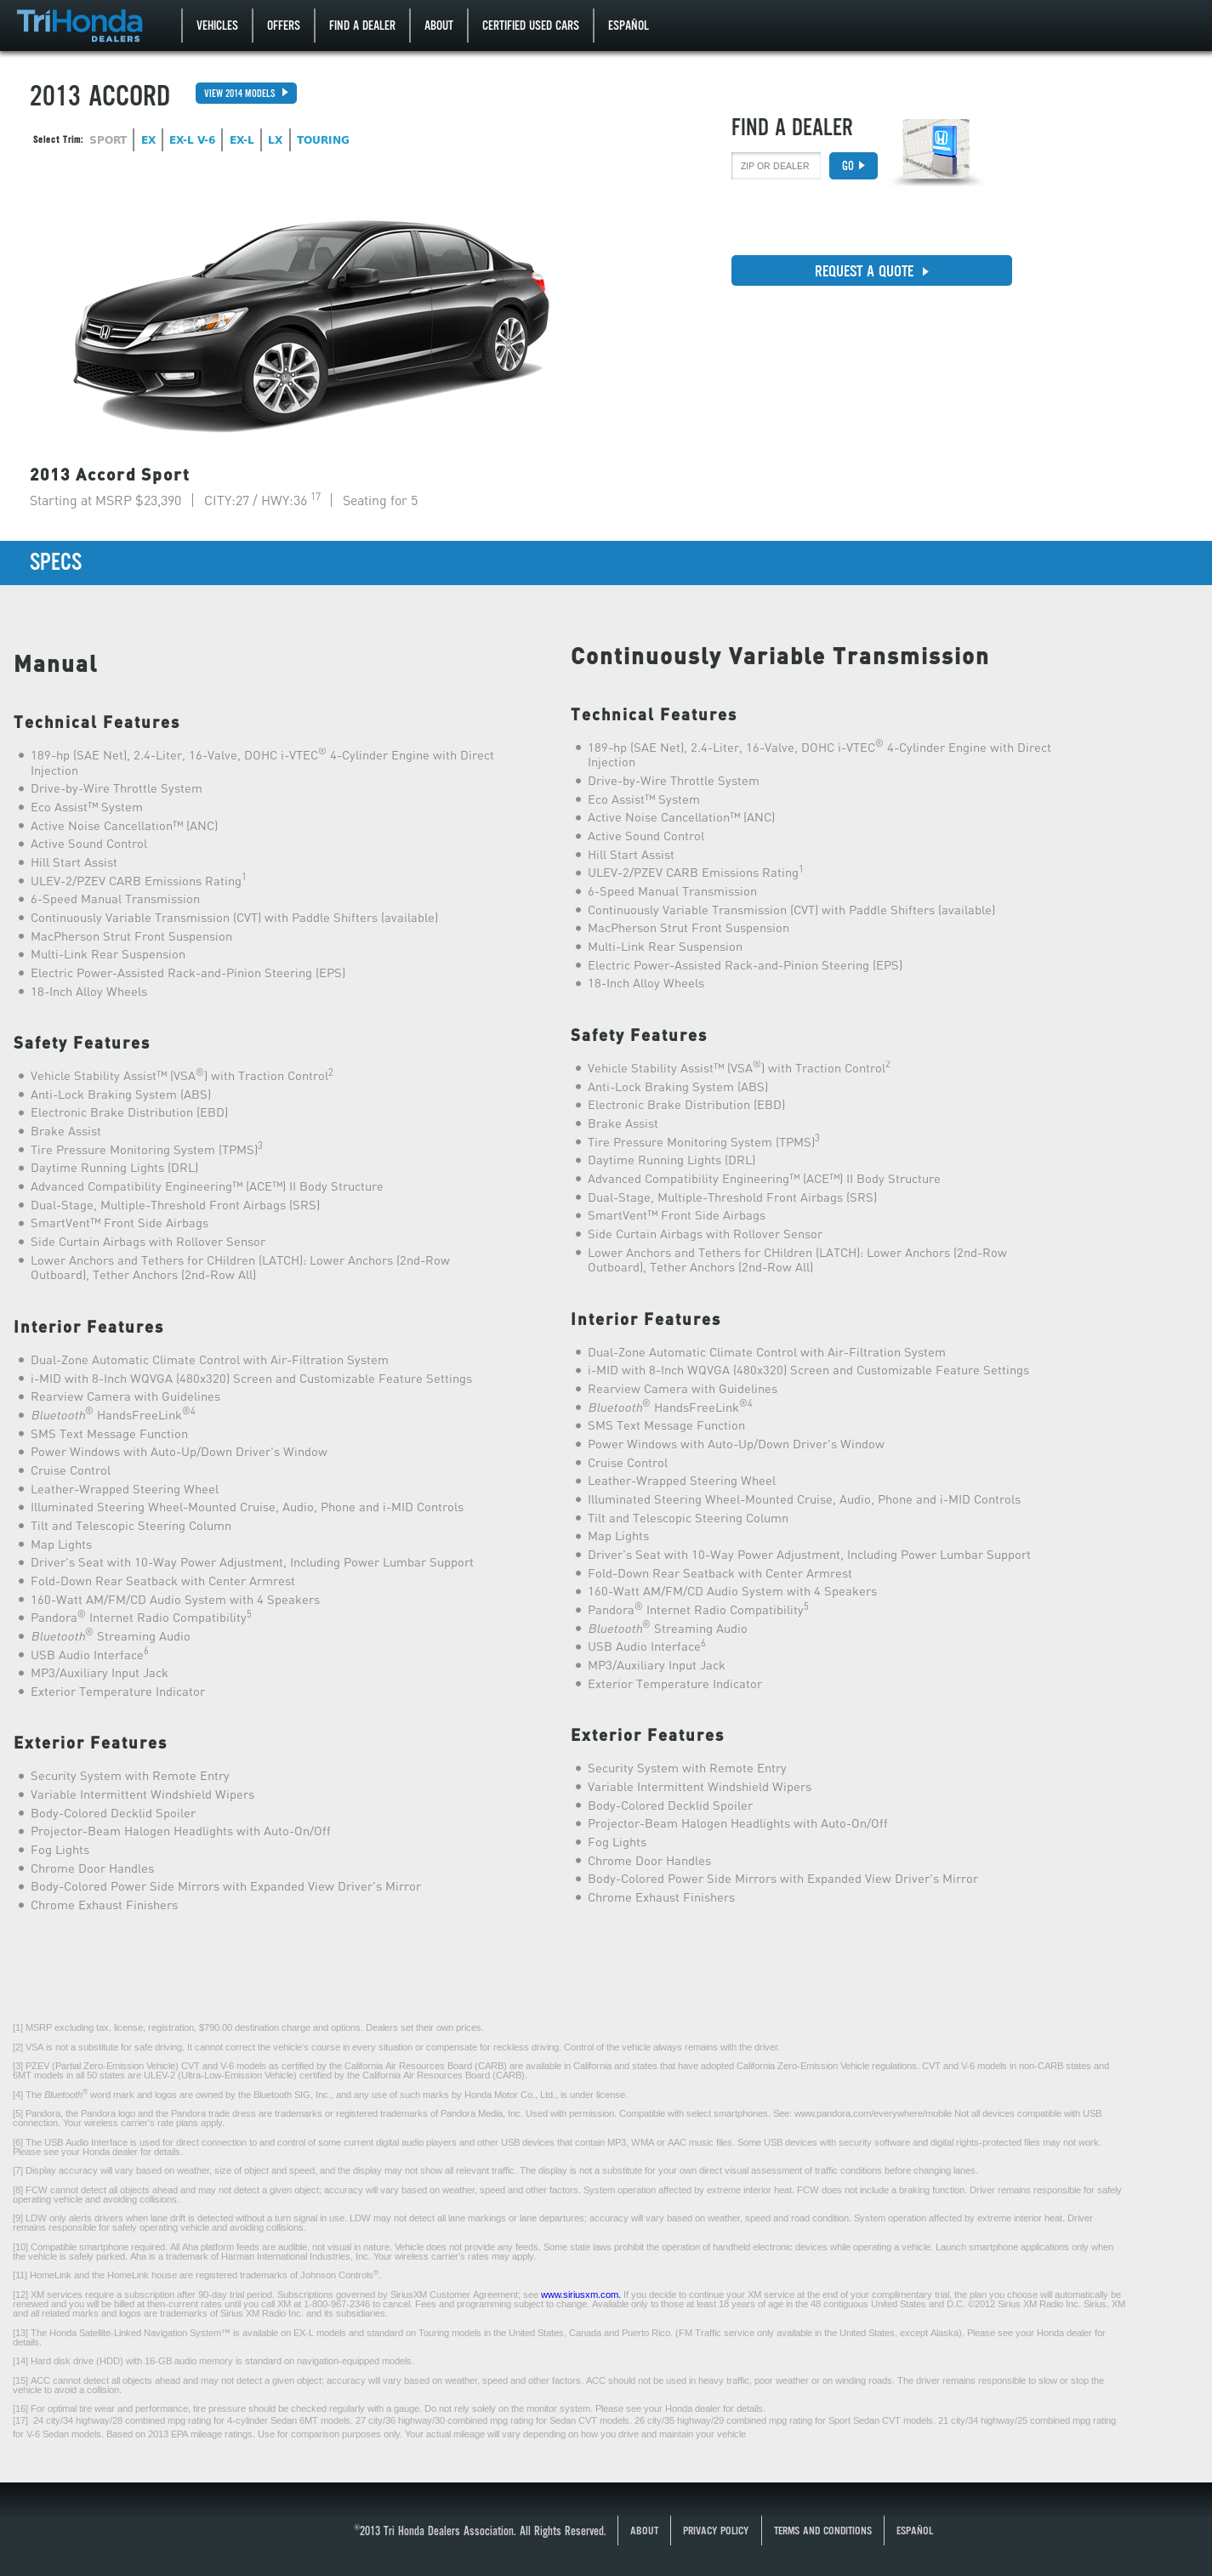 TriHonda
DEALERS
VEHICLES
OFFERS
FIND A DEALER
ABOUT
CERTIFIED USED CARS
ESPAÑOL
2013 ACCORD
VIEW 2014 MODELS
Select Trim: SPORT EX EX-L V-6 EX-L LX TOURING
FIND A DEALER
ZIP OR DEALER
GO
REQUEST A QUOTE
2013 Accord Sport
Starting at MSRP $23,390 | CITY:27 / HWY:36 17 | Seating for 5
SPECS
Manual
Technical Features
189-hp (SAE Net), 2.4-Liter, 16-Valve, DOHC i-VTEC® 4-Cylinder Engine with Direct
Injection
Drive-by-Wire Throttle System
Eco Assist™ System
Active Noise Cancellation™ (ANC)
Active Sound Control
Hill Start Assist
ULEV-2/PZEV CARB Emissions Rating1
6-Speed Manual Transmission
Continuously Variable Transmission (CVT) with Paddle Shifters (available)
MacPherson Strut Front Suspension
Multi-Link Rear Suspension
Electric Power-Assisted Rack-and-Pinion Steering (EPS)
18-Inch Alloy Wheels
Safety Features
Vehicle Stability Assist™ (VSA®) with Traction Control2
Anti-Lock Braking System (ABS)
Electronic Brake Distribution (EBD)
Brake Assist
Tire Pressure Monitoring System (TPMS)3
Daytime Running Lights (DRL)
Advanced Compatibility Engineering™ (ACE™) II Body Structure
Dual-Stage, Multiple-Threshold Front Airbags (SRS)
SmartVent™ Front Side Airbags
Side Curtain Airbags with Rollover Sensor
Lower Anchors and Tethers for CHildren (LATCH): Lower Anchors (2nd-Row
Outboard), Tether Anchors (2nd-Row All)
Interior Features
Dual-Zone Automatic Climate Control with Air-Filtration System
i-MID with 8-Inch WQVGA (480x320) Screen and Customizable Feature Settings
Rearview Camera with Guidelines
Bluetooth® HandsFreeLink®4
SMS Text Message Function
Power Windows with Auto-Up/Down Driver's Window
Cruise Control
Leather-Wrapped Steering Wheel
Illuminated Steering Wheel-Mounted Cruise, Audio, Phone and i-MID Controls
Tilt and Telescopic Steering Column
Map Lights
Driver's Seat with 10-Way Power Adjustment, Including Power Lumbar Support
Fold-Down Rear Seatback with Center Armrest
160-Watt AM/FM/CD Audio System with 4 Speakers
Pandora® Internet Radio Compatibility5
Bluetooth® Streaming Audio
USB Audio Interface6
MP3/Auxiliary Input Jack
Exterior Temperature Indicator
Exterior Features
Security System with Remote Entry
Variable Intermittent Windshield Wipers
Body-Colored Decklid Spoiler
Projector-Beam Halogen Headlights with Auto-On/Off
Fog Lights
Chrome Door Handles
Body-Colored Power Side Mirrors with Expanded View Driver's Mirror
Chrome Exhaust Finishers
Continuously Variable Transmission
Technical Features
189-hp (SAE Net), 2.4-Liter, 16-Valve, DOHC i-VTEC® 4-Cylinder Engine with Direct
Injection
Drive-by-Wire Throttle System
Eco Assist™ System
Active Noise Cancellation™ (ANC)
Active Sound Control
Hill Start Assist
ULEV-2/PZEV CARB Emissions Rating1
6-Speed Manual Transmission
Continuously Variable Transmission (CVT) with Paddle Shifters (available)
MacPherson Strut Front Suspension
Multi-Link Rear Suspension
Electric Power-Assisted Rack-and-Pinion Steering (EPS)
18-Inch Alloy Wheels
Safety Features
Vehicle Stability Assist™ (VSA®) with Traction Control2
Anti-Lock Braking System (ABS)
Electronic Brake Distribution (EBD)
Brake Assist
Tire Pressure Monitoring System (TPMS)3
Daytime Running Lights (DRL)
Advanced Compatibility Engineering™ (ACE™) II Body Structure
Dual-Stage, Multiple-Threshold Front Airbags (SRS)
SmartVent™ Front Side Airbags
Side Curtain Airbags with Rollover Sensor
Lower Anchors and Tethers for CHildren (LATCH): Lower Anchors (2nd-Row
Outboard), Tether Anchors (2nd-Row All)
Interior Features
Dual-Zone Automatic Climate Control with Air-Filtration System
i-MID with 8-Inch WQVGA (480x320) Screen and Customizable Feature Settings
Rearview Camera with Guidelines
Bluetooth® HandsFreeLink®4
SMS Text Message Function
Power Windows with Auto-Up/Down Driver's Window
Cruise Control
Leather-Wrapped Steering Wheel
Illuminated Steering Wheel-Mounted Cruise, Audio, Phone and i-MID Controls
Tilt and Telescopic Steering Column
Map Lights
Driver's Seat with 10-Way Power Adjustment, Including Power Lumbar Support
Fold-Down Rear Seatback with Center Armrest
160-Watt AM/FM/CD Audio System with 4 Speakers
Pandora® Internet Radio Compatibility5
Bluetooth® Streaming Audio
USB Audio Interface6
MP3/Auxiliary Input Jack
Exterior Temperature Indicator
Exterior Features
Security System with Remote Entry
Variable Intermittent Windshield Wipers
Body-Colored Decklid Spoiler
Projector-Beam Halogen Headlights with Auto-On/Off
Fog Lights
Chrome Door Handles
Body-Colored Power Side Mirrors with Expanded View Driver's Mirror
Chrome Exhaust Finishers
[1] MSRP excluding tax, license, registration, $790.00 destination charge and options. Dealers set their own prices.
[2] VSA is not a substitute for safe driving. It cannot correct the vehicle's course in every situation or compensate for reckless driving. Control of the vehicle always remains with the driver.
[3] PZEV (Partial Zero-Emission Vehicle) CVT and V-6 models as certified by the California Air Resources Board (CARB) are available in California and states that have adopted California Zero-Emission Vehicle regulations. CVT and V-6 models in non-CARB states and
6MT models in all 50 states are ULEV-2 (Ultra-Low-Emission Vehicle) certified by the California Air Resources Board (CARB).
[4] The Bluetooth® word mark and logos are owned by the Bluetooth SIG, Inc., and any use of such marks by Honda Motor Co., Ltd., is under license.
[5] Pandora, the Pandora logo and the Pandora trade dress are trademarks or registered trademarks of Pandora Media, Inc. Used with permission. Compatible with select smartphones. See: www.pandora.com/everywhere/mobile Not all devices compatible with USB
connection. Your wireless carrier's rate plans apply.
[6] The USB Audio Interface is used for direct connection to and control of some current digital audio players and other USB devices that contain MP3, WMA or AAC music files. Some USB devices with security software and digital rights-protected files may not work.
Please see your Honda dealer for details.
[7] Display accuracy will vary based on weather, size of object and speed, and the display may not show all relevant traffic. The display is not a substitute for your own direct visual assessment of traffic conditions before changing lanes.
[8] FCW cannot detect all objects ahead and may not detect a given object; accuracy will vary based on weather, speed and other factors. System operation affected by extreme interior heat. FCW does not include a braking function. Driver remains responsible for safely
operating vehicle and avoiding collisions.
[9] LDW only alerts drivers when lane drift is detected without a turn signal in use. LDW may not detect all lane markings or lane departures; accuracy will vary based on weather, speed and road condition. System operation affected by extreme interior heat. Driver
remains responsible for safely operating vehicle and avoiding collisions.
[10] Compatible smartphone required. All Aha platform feeds are audible, not visual in nature. Vehicle does not provide any feeds. Some state laws prohibit the operation of handheld electronic devices while operating a vehicle. Launch smartphone applications only when
the vehicle is safely parked. Aha is a trademark of Harman International Industries, Inc. Your wireless carrier's rates may apply.
[11] HomeLink and the HomeLink house are registered trademarks of Johnson Controls®.
[12] XM services require a subscription after 90-day trial period. Subscriptions governed by SiriusXM Customer Agreement; see www.siriusxm.com. If you decide to continue your XM service at the end of your complimentary trial, the plan you choose will automatically be
renewed and you will be billed at then-current rates until you call XM at 1-800-967-2346 to cancel. Fees and programming subject to change. Available only to those at least 18 years of age in the 48 contiguous United States and D.C. ©2012 Sirius XM Radio Inc. Sirius, XM
and all related marks and logos are trademarks of Sirius XM Radio Inc. and its subsidiaries.
[13] The Honda Satellite-Linked Navigation System™ is available on EX-L models and standard on Touring models in the United States, Canada and Puerto Rico. (FM Traffic service only available in the United States, except Alaska). Please see your Honda dealer for
details.
[14] Hard disk drive (HDD) with 16-GB audio memory is standard on navigation-equipped models.
[15] ACC cannot detect all objects ahead and may not detect a given object; accuracy will vary based on weather, speed and other factors. ACC should not be used in heavy traffic, poor weather or on winding roads. The driver remains responsible to slow or stop the
vehicle to avoid a collision.
[16] For optimal tire wear and performance, tire pressure should be checked regularly with a gauge. Do not rely solely on the monitor system. Please see your Honda dealer for details.
[17] 24 city/34 highway/28 combined mpg rating for 4-cylinder Sedan 6MT models. 27 city/36 highway/30 combined mpg rating for Sedan CVT models. 26 city/35 highway/29 combined mpg rating for Sport Sedan CVT models. 21 city/34 highway/25 combined mpg rating
for V-6 Sedan models. Based on 2013 EPA mileage ratings. Use for comparison purposes only. Your actual mileage will vary depending on how you drive and maintain your vehicle
®2013 Tri Honda Dealers Association. All Rights Reserved.
ABOUT
PRIVACY POLICY
TERMS AND CONDITIONS
ESPAÑOL